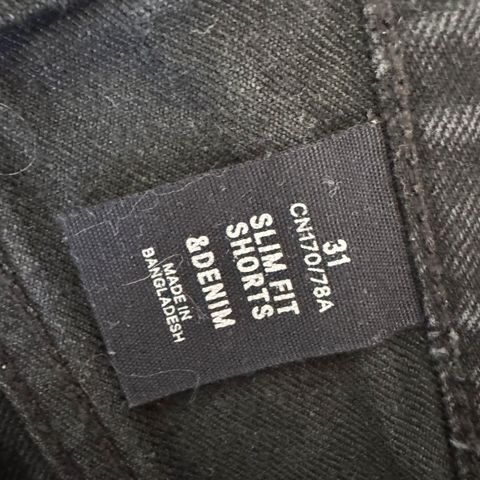 31
CN170/78A
SLIM FIT
SHORTS
&DENIM
MADE IN
BANGLADESH